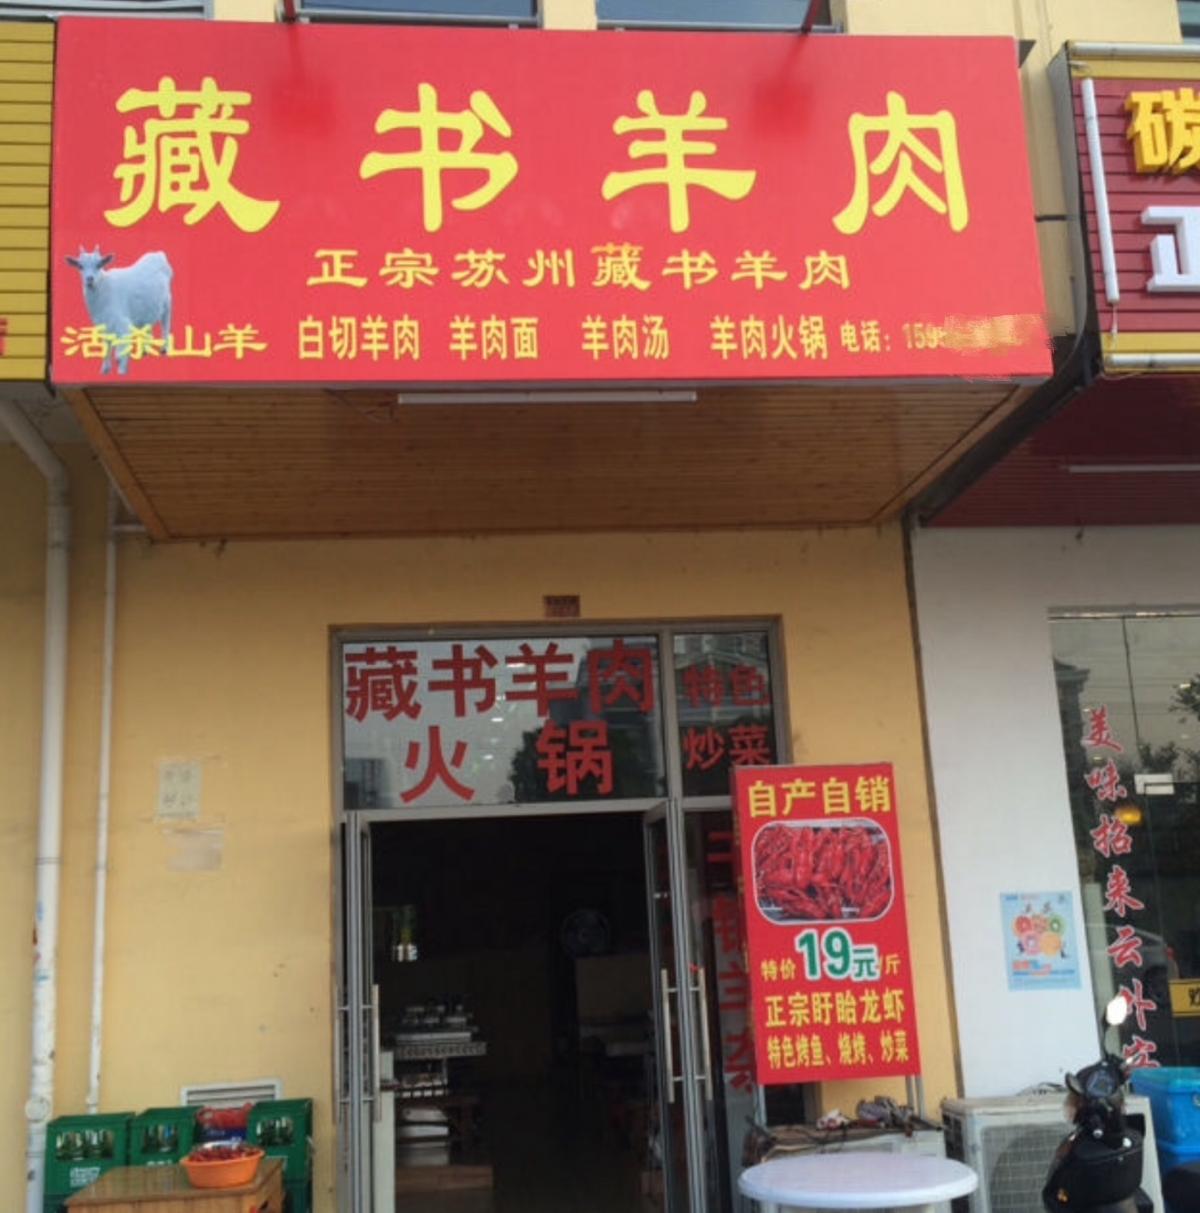 藏书羊肉
正宗苏州藏书羊肉
活杀山羊 白切羊肉 羊肉面 羊肉汤 羊肉火锅 电话：159
碳
正
藏书羊肉
火锅
特色
炒菜
自产自销
特价19元/斤
正宗盱眙龙虾
特色烤鱼、烧烤、炒菜
美味招来云外客